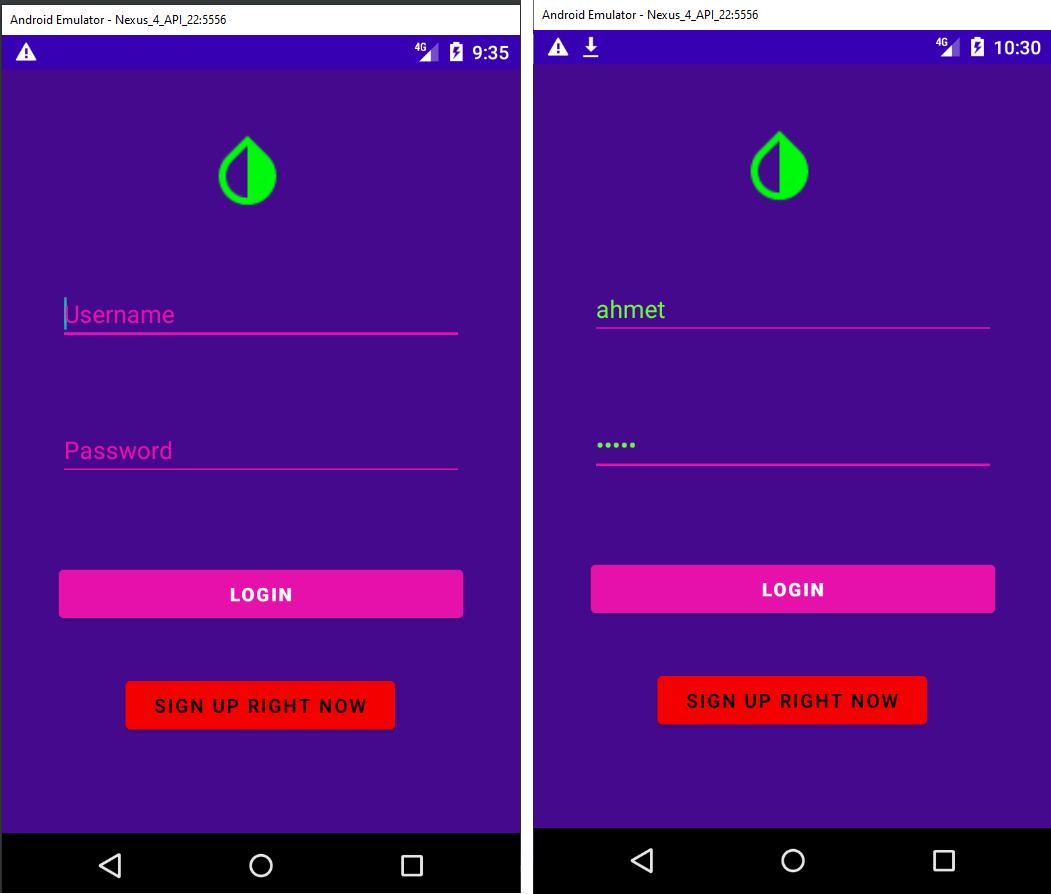 Android Emulator - Nexus_4_API_22:5556
4G 9:35
Username
Password
LOGIN
SIGN UP RIGHT NOW
Android Emulator - Nexus_4_API_22:5556
4G 10:30
ahmet
•••••
LOGIN
SIGN UP RIGHT NOW